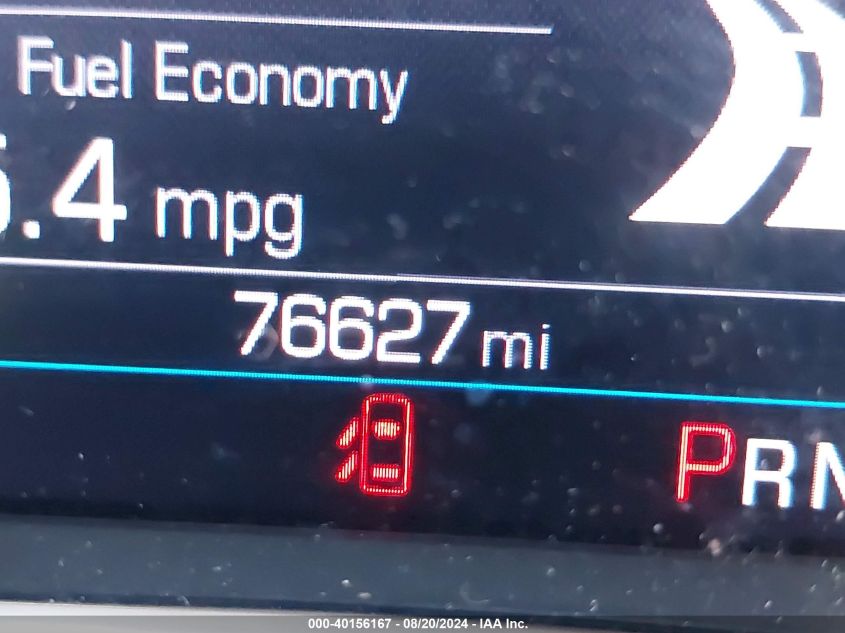 Fuel Economy
.4 mpg
76627 mi
PRN
000-40156167 - 08/20/2024 - IAA Inc.